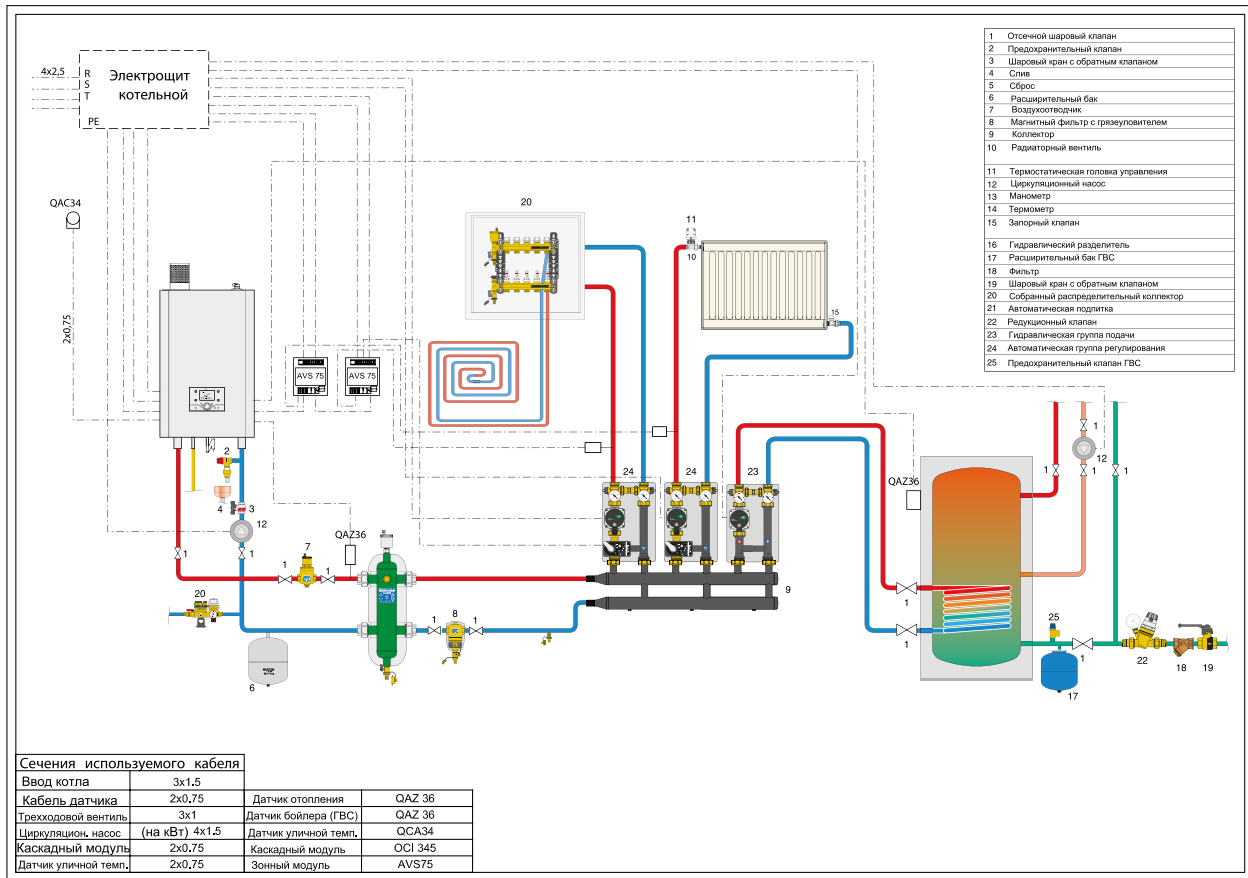 4x2,5
R
S
T
PE
Электрощит
котельной
QAC34
2x0,75
AVS 75
AVS 75
20
11
10
15
24
24
23
12
1
1
1
1
QAZ36
2
4
3
12
1
1
7
1
1
QAZ36
20
6
8
1
1
9
1
1
25
1
17
22
18
19
1 Отсечной шаровый клапан
2 Предохранительный клапан
3 Шаровый кран с обратным клапаном
4 Слив
5 Сброс
6 Расширительный бак
7 Воздухоотводчик
8 Магнитный фильтр с грязеуловителем
9 Коллектор
10 Радиаторный вентиль
11 Термостатическая головка управления
12 Циркуляционный насос
13 Манометр
14 Термометр
15 Запорный клапан
16 Гидравлический разделитель
17 Расширительный бак ГВС
18 Фильтр
19 Шаровый кран с обратным клапаном
20 Собранный распределительный коллектор
21 Автоматическая подпитка
22 Редукционный клапан
23 Гидравлическая группа подачи
24 Автоматическая группа регулирования
25 Предохранительный клапан ГВС
Сечения используемого кабеля
Ввод котла 3x1.5
Кабель датчика 2x0.75 Датчик отопления QAZ 36
Трехходовой вентиль 3x1 Датчик бойлера (ГВС) QAZ 36
Циркуляцион. насос (на кВт) 4x1.5 Датчик уличной темп. QCA34
Каскадный модуль 2x0.75 Каскадный модуль OCI 345
Датчик уличной темп. 2x0.75 Зонный модуль AVS75